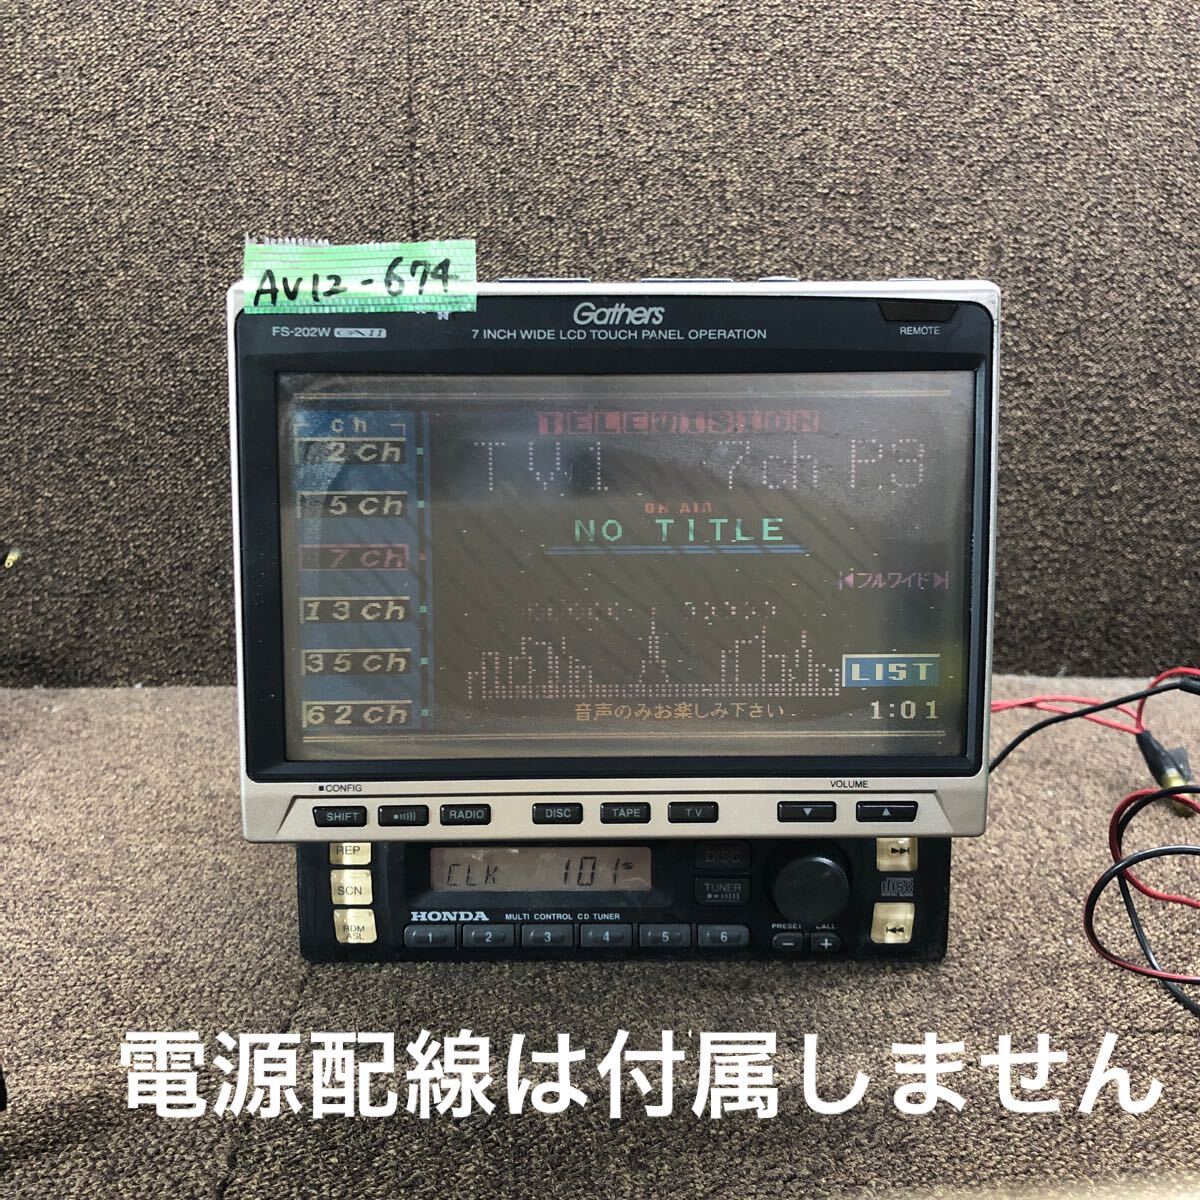 AV12-674
Gathers
FS-202W
7 INCH WIDE LCD TOUCH PANEL OPERATION
REMOTE
ch
TELEVISION
2ch
TV1 7ch P.3
5ch
ON AIR
NO TITLE
7ch
フルワイド
13ch
35ch
LIST
62ch
音声のみお楽しみ下さい
1:01
CONFIG
VOLUME
SHIFT
RADIO
DISC
TAPE
TV
REP
SCN
RDM
ASL
CLK 101
DISC
TUNER
disc
HONDA
MULTI CONTROL CD TUNER
PRESET
CALL
1 2 3 4 5 6
電源配線は付属しません